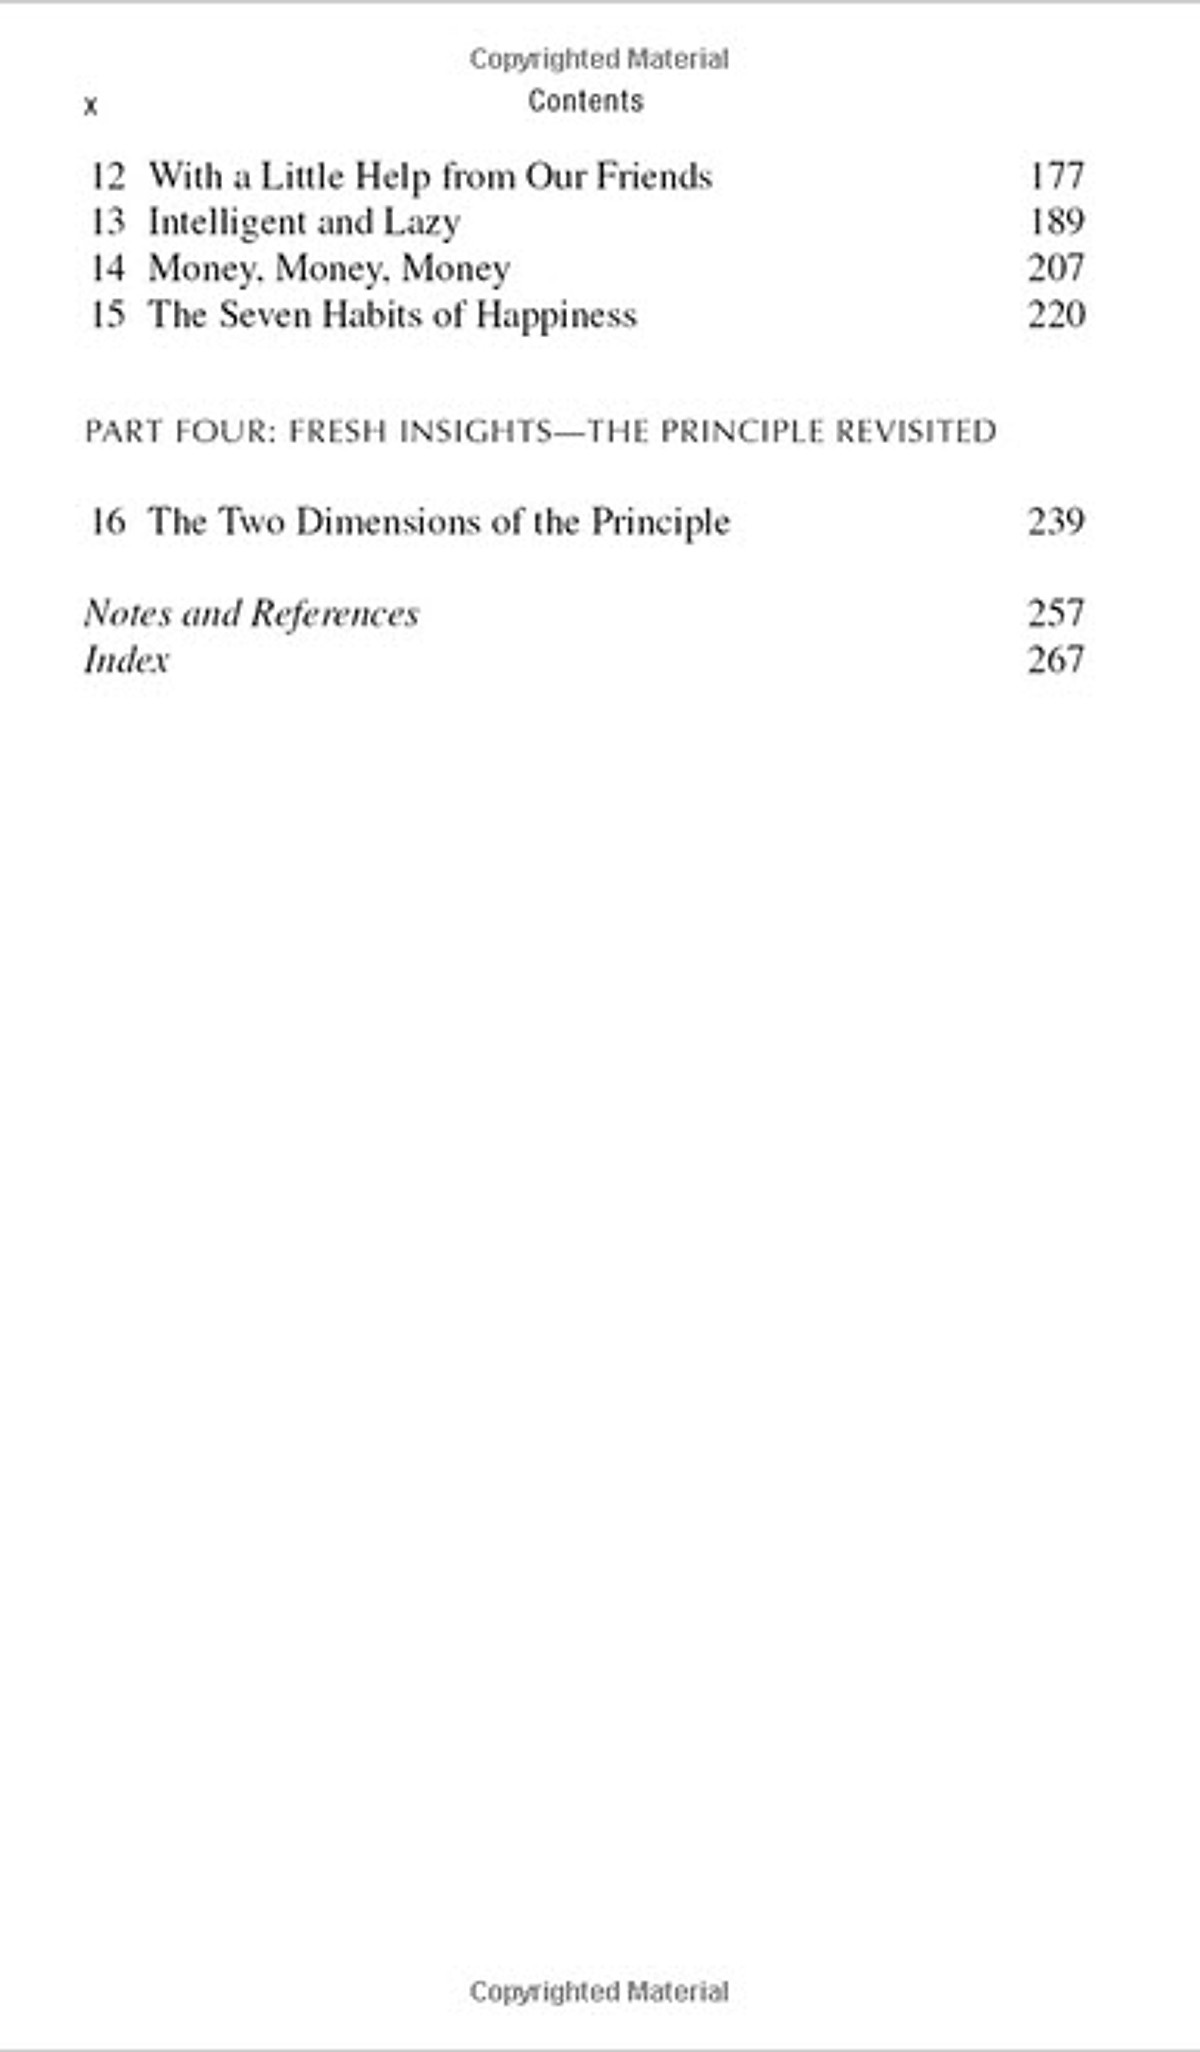 Copyrighted Material
x Contents
12 With a Little Help from Our Friends 177
13 Intelligent and Lazy 189
14 Money, Money, Money 207
15 The Seven Habits of Happiness 220
PART FOUR: FRESH INSIGHTS—THE PRINCIPLE REVISITED
16 The Two Dimensions of the Principle 239
Notes and References 257
Index 267
Copyrighted Material